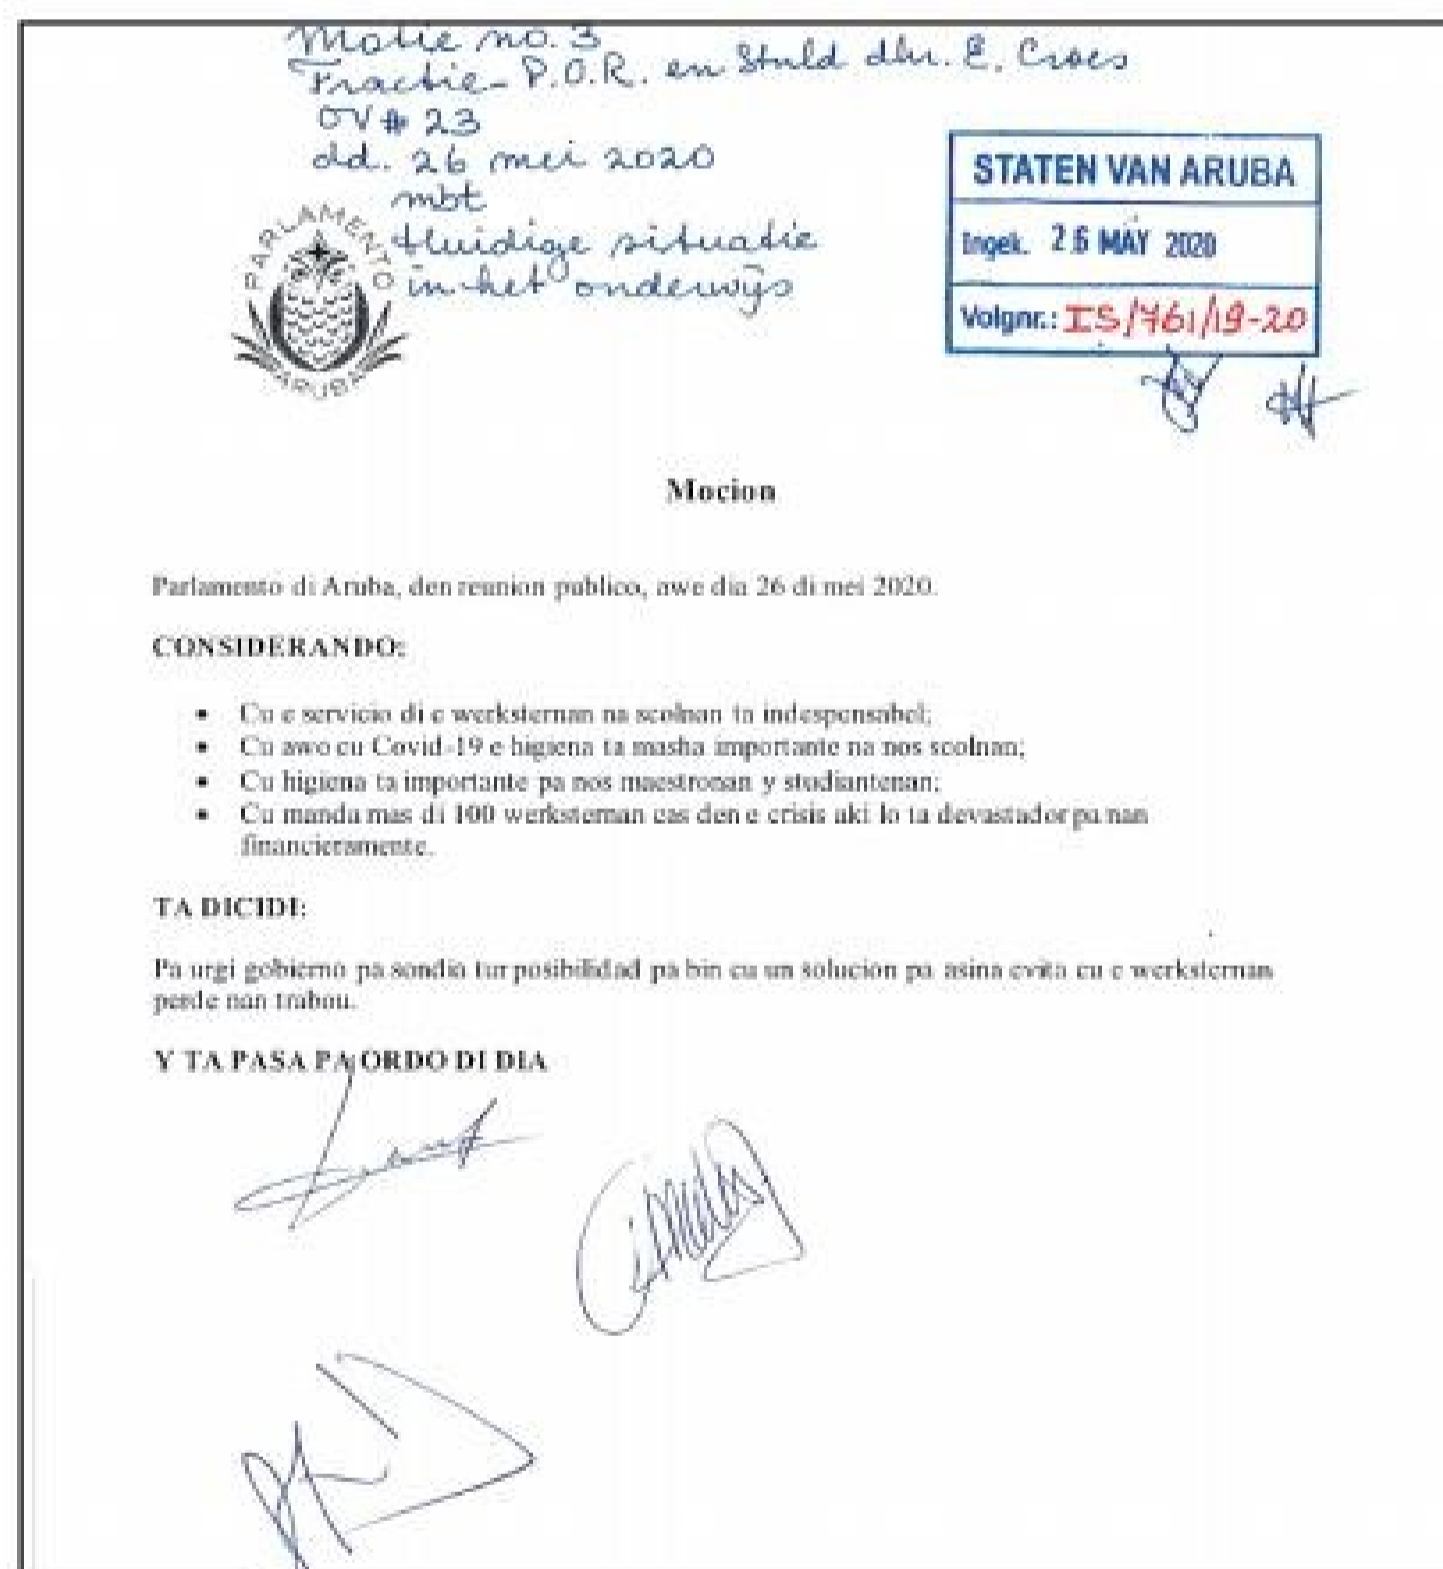 Motie no. 3
Fractie P.O.R. en Stuld dhr. E. Croes
OV # 23
dd. 26 mei 2020
mbt
Huidige situatie
in het onderwijs
PARLAMENTO
ARUBA
STATEN VAN ARUBA
Ingek. 26 MAY 2020
Volgnr.: IS/761/19-20
Mocion
Parlamento di Aruba, den reunion publico, awe dia 26 di mei 2020.
CONSIDERANDO:
• Cu e servicio di e werksternan na scolnan ta indespensabel;
• Cu awo cu Covid-19 e higiena ta masha importante na nos scolnan;
• Cu higiena ta importante pa nos maestronan y studiantenan;
• Cu manda mas di 100 werksternan cas den e crisis aki lo ta devastador pa nan
financieramente.
TA DICIDI:
Pa urgi gobierno pa sondia tur posibilidad pa bin cu un solucion pa asina evita cu e werksternan
perde nan trabou.
Y TA PASA PA ORDO DI DIA